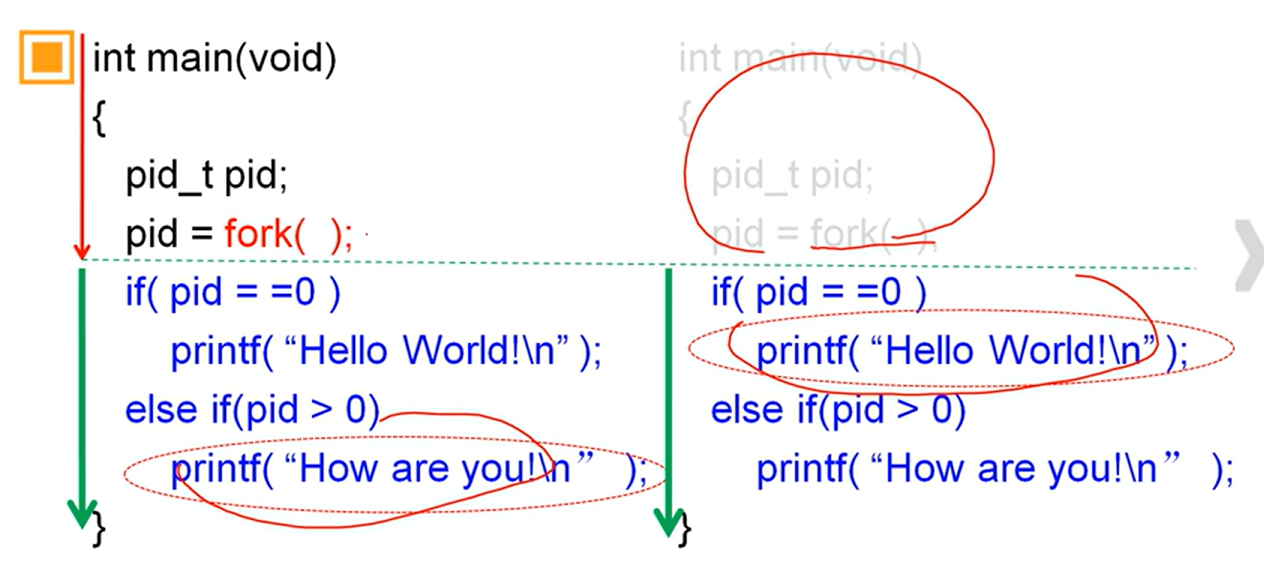 int main(void)
{
pid_t pid;
pid = fork( );
if( pid = =0 )
printf( “Hello World!\n” );
else if(pid > 0)
printf( “How are you!\n” );
}
int main(void)
{
pid_t pid;
pid = fork( );
if( pid = =0 )
printf( “Hello World!\n” );
else if(pid > 0)
printf( “How are you!\n” );
}